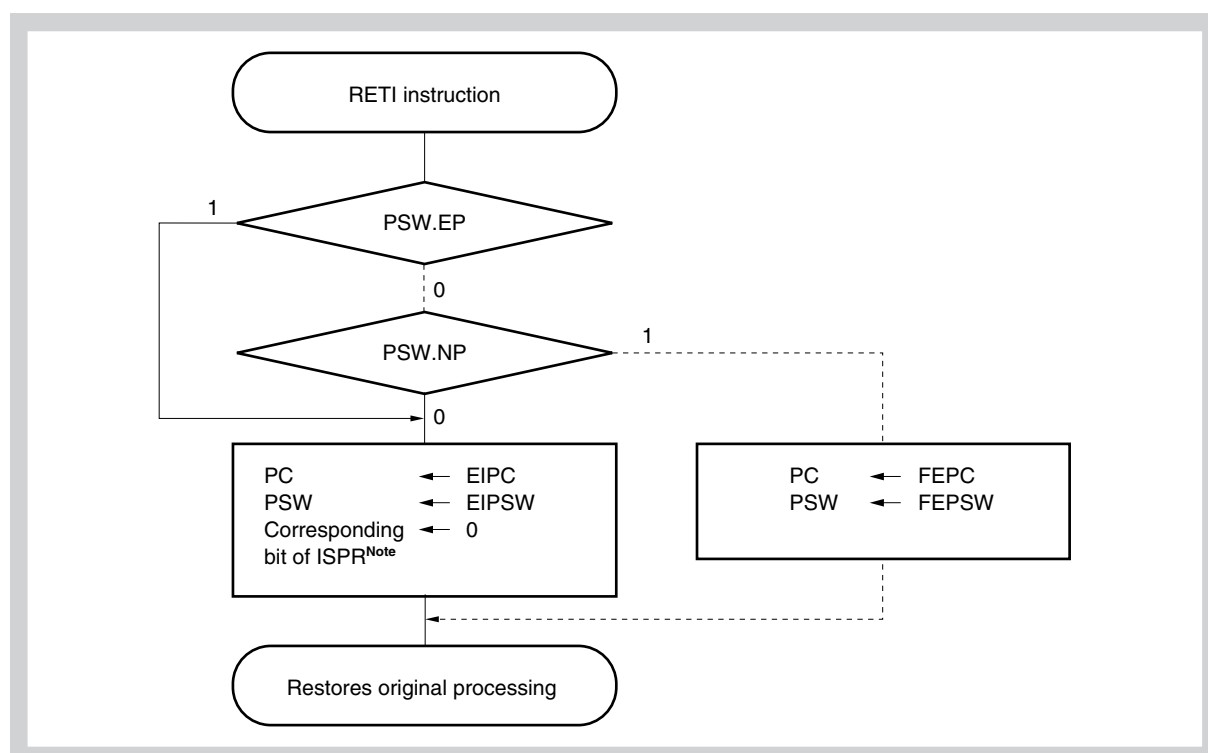 RETI instruction
1
PSW.EP
0
PSW.NP
1
0
PC ← EIPC
PSW ← EIPSW
Corresponding ← 0
bit of ISPRNote
PC ← FEPC
PSW ← FEPSW
Restores original processing